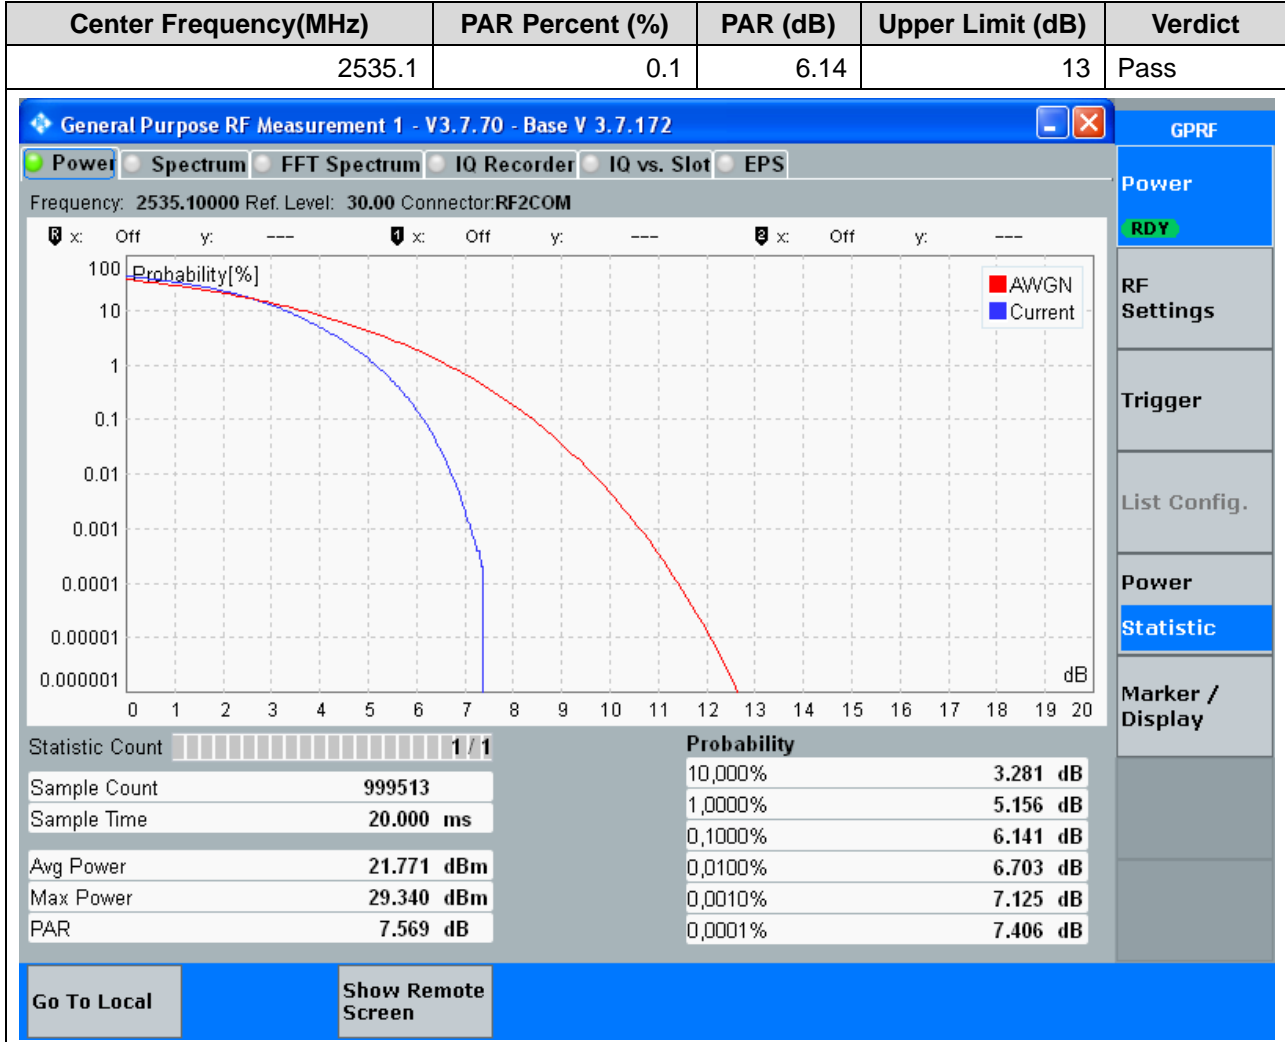 Center Frequency(MHz) PAR Percent (%) PAR (dB) Upper Limit (dB) Verdict
2535.1 0.1 6.14 13 Pass
General Purpose RF Measurement 1 - V3.7.70 - Base V 3.7.172
GPRF
Power Spectrum FFT Spectrum IQ Recorder IQ vs. Slot EPS
Frequency: 2535.10000 Ref. Level: 30.00 Connector:RF2COM
R x: Off y: --- 1 x: Off y: --- 2 x: Off y: ---
Probability[%]
100
10
1
0.1
0.01
0.001
0.0001
0.00001
0.000001
AWGN
Current
dB
0 1 2 3 4 5 6 7 8 9 10 11 12 13 14 15 16 17 18 19 20
Statistic Count 1 / 1
Sample Count 999513
Sample Time 20.000 ms
Avg Power 21.771 dBm
Max Power 29.340 dBm
PAR 7.569 dB
Probability
10,000% 3.281 dB
1,0000% 5.156 dB
0,1000% 6.141 dB
0,0100% 6.703 dB
0,0010% 7.125 dB
0,0001% 7.406 dB
Power
RDY
RF
Settings
Trigger
List Config.
Power
Statistic
Marker /
Display
Go To Local
Show Remote
Screen